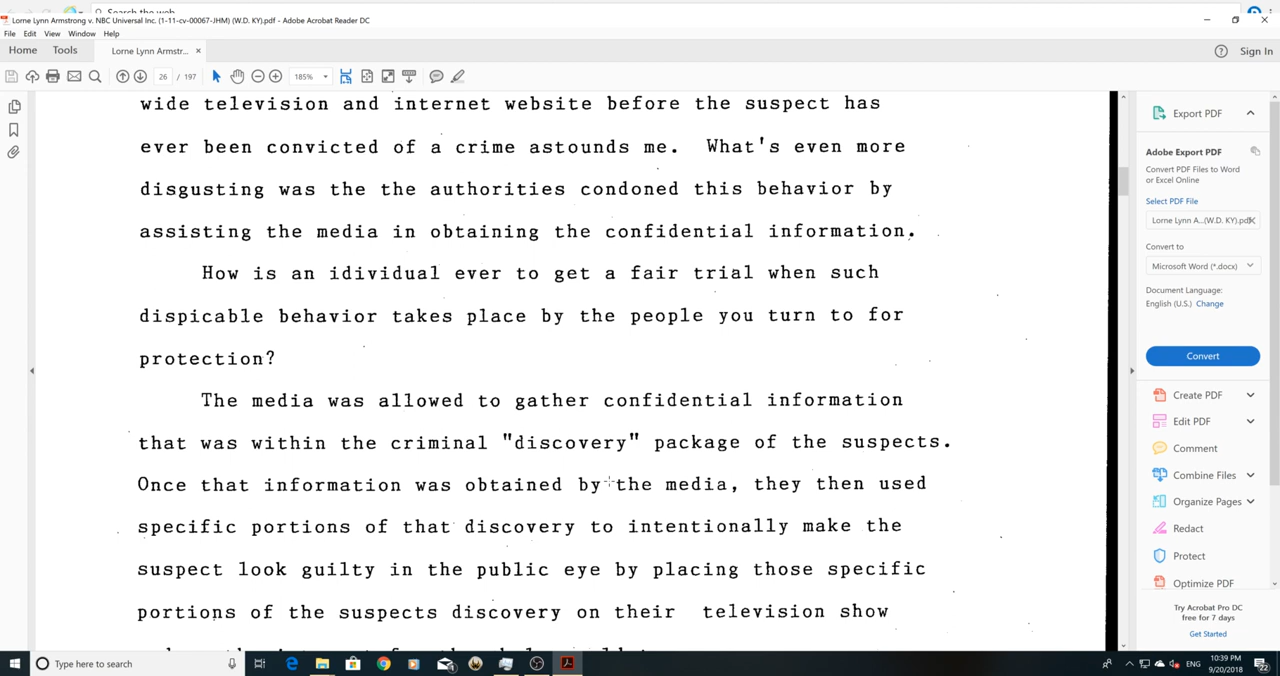 Search the web
Lorne Lynn Armstrong v. NBC Universal Inc. (1-11-cv-00067-JHM) (W.D. KY).pdf - Adobe Acrobat Reader DC
File Edit View Window Help
Home Tools Lorne Lynn Armstr... × Sign In
26 / 197 185%
wide television and internet website before the suspect has
ever been convicted of a crime astounds me. What's even more
disgusting was the the authorities condoned this behavior by
assisting the media in obtaining the confidential information.
How is an idividual ever to get a fair trial when such
dispicable behavior takes place by the people you turn to for
protection?
The media was allowed to gather confidential information
that was within the criminal "discovery" package of the suspects.
Once that information was obtained by the media, they then used
specific portions of that discovery to intentionally make the
suspect look guilty in the public eye by placing those specific
portions of the suspects discovery on their television show
Export PDF
Adobe Export PDF
Convert PDF Files to Word
or Excel Online
Select PDF File
Lorne Lynn A...(W.D. KY).pdf
Convert to
Microsoft Word (*.docx)
Document Language:
English (U.S.) Change
Convert
Create PDF
Edit PDF
Comment
Combine Files
Organize Pages
Redact
Protect
Optimize PDF
Try Acrobat Pro DC
free for 7 days
Get Started
Type here to search
ENG
10:39 PM
9/20/2018
22